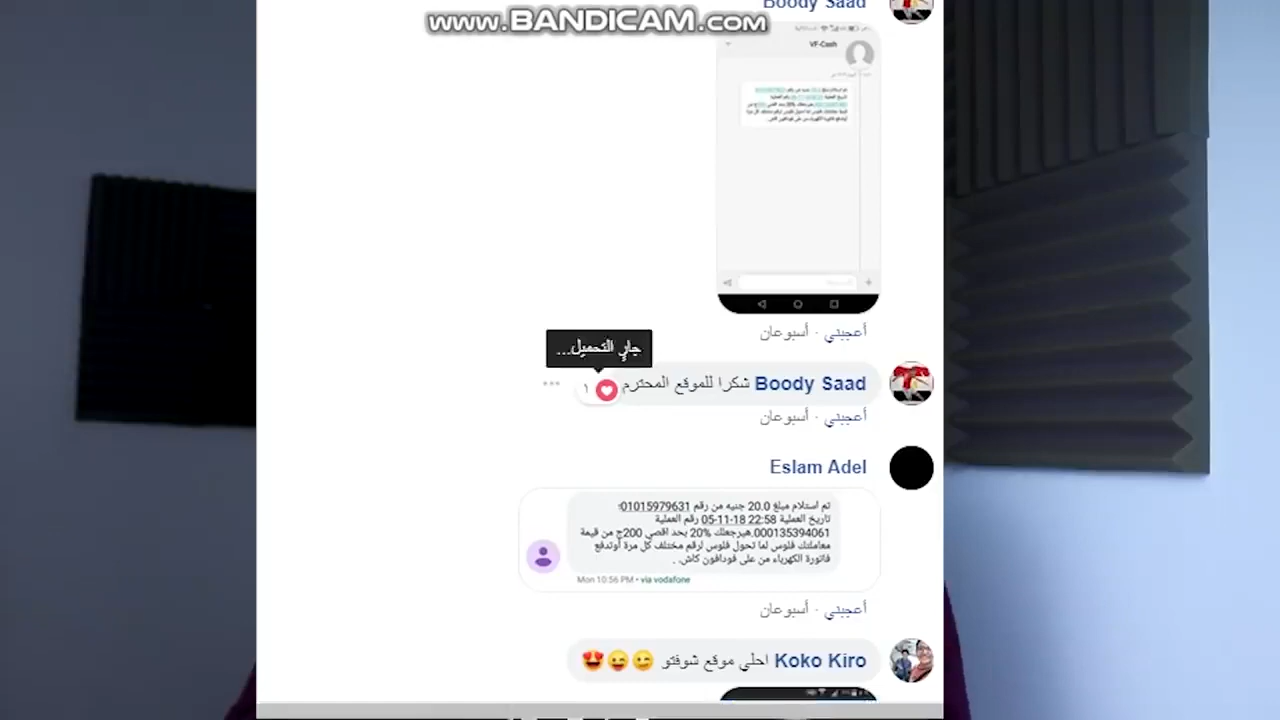 Boody Saad
www.BANDICAM.com
VF-Cash
أعجبني · أسبوعان
جارٍ التحميل...
Boody Saad شكرا للموقع المحترم
١
أعجبني · أسبوعان
Eslam Adel
تم استلام مبلغ 20.0 جنيه من رقم 01015979631؛
تاريخ العملية 22:58 05-11-18 رقم العملية
000135394061.هيرجعلك 20% بحد اقصي 200ج من قيمة
معاملتك فلوس لما تحول فلوس لرقم مختلف كل مرة أوتدفع
فاتورة الكهرباء من على فودافون كاش. .
Mon 10:56 PM • via vodafone
أعجبني · أسبوعان
Koko Kiro احلي موقع شوفتو 😉😜😍